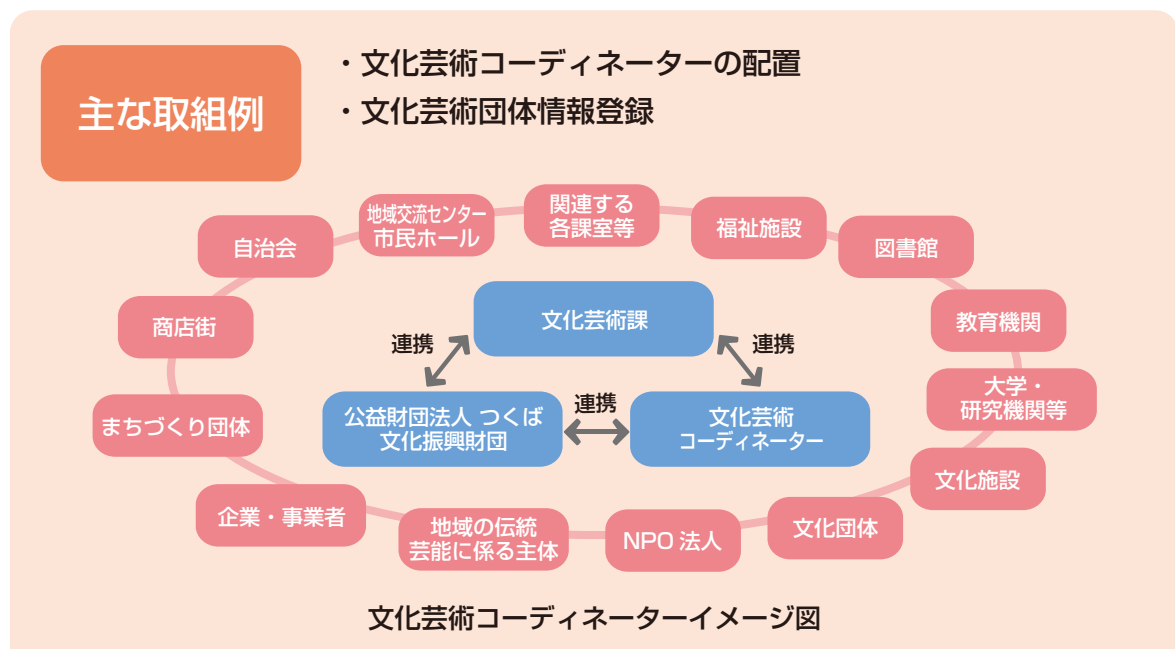 主な取組例
・文化芸術コーディネーターの配置
・文化芸術団体情報登録
関連する
各課室等
地域交流センター
市民ホール
福祉施設
自治会
図書館
商店街
文化芸術課
教育機関
連携
連携
大学・
研究機関等
まちづくり団体
公益財団法人 つくば
文化振興財団
連携
文化芸術
コーディネーター
文化施設
企業・事業者
地域の伝統
芸能に係る主体
NPO 法人
文化団体
文化芸術コーディネーターイメージ図